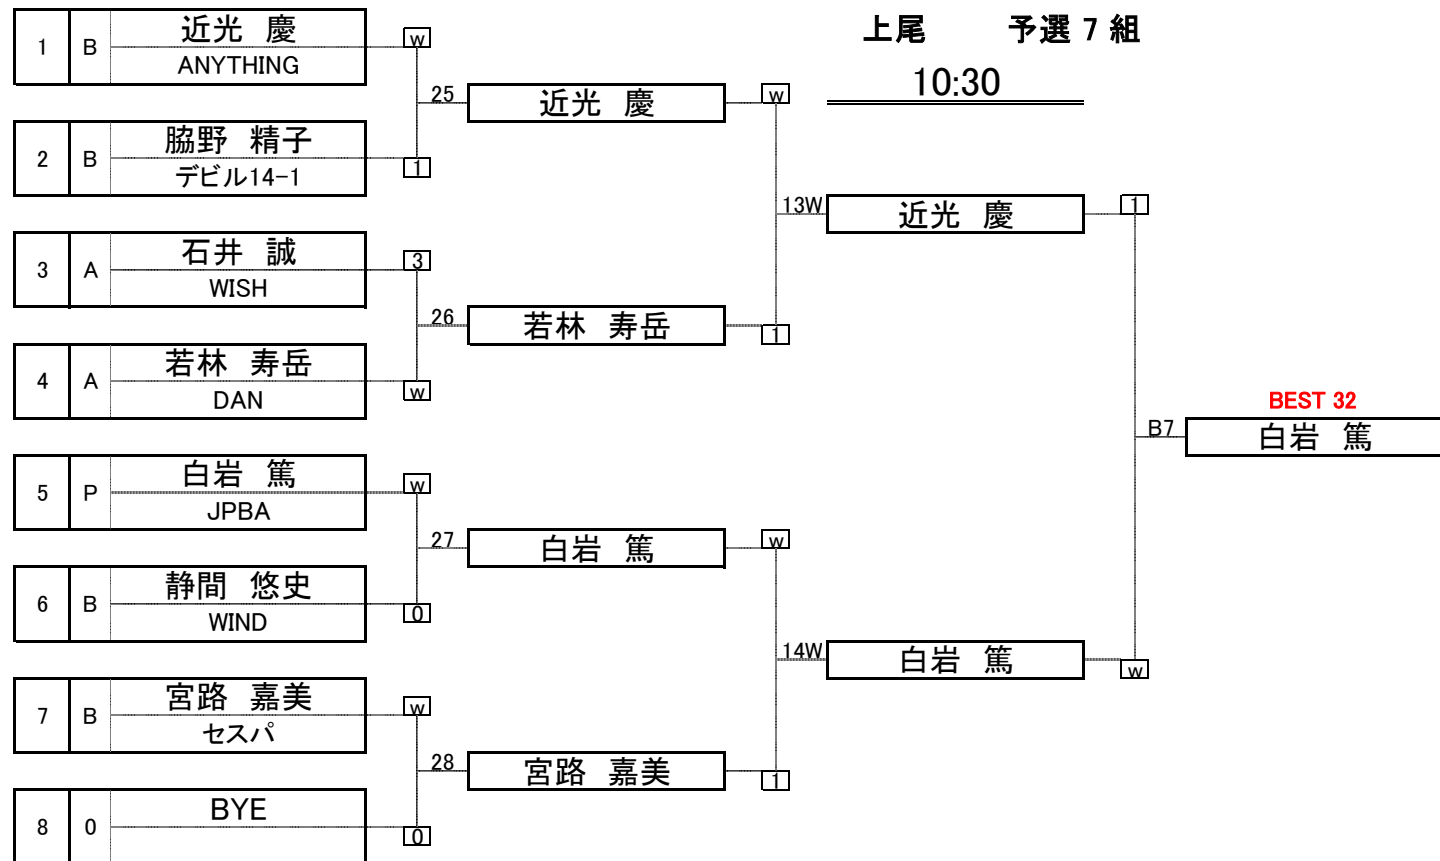 上尾 予選 7 組
10:30
1 B 近光 慶
ANYTHING
w
25 近光 慶 w
2 B 脇野 精子
デビル14-1
1
13W 近光 慶 1
3 A 石井 誠
WISH
3
26 若林 寿岳 1
4 A 若林 寿岳
DAN
w
BEST 32
B7 白岩 篤
5 P 白岩 篤
JPBA
w
27 白岩 篤 w
6 B 静間 悠史
WIND
0
14W 白岩 篤 w
7 B 宮路 嘉美
セスパ
w
28 宮路 嘉美 1
8 0 BYE
0